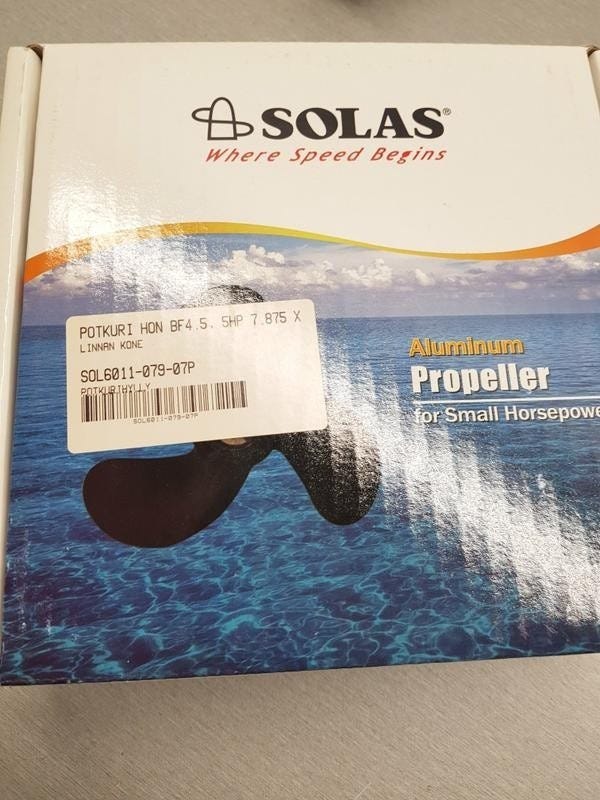 SOLAS®
Where Speed Begins
POTKURI HON BF4.5, 5HP 7.875 X
LINNAN KONE
SOL6011-079-07P
POTKURIHYLLY
SOL6011-079-07P
Aluminum
Propeller
for Small Horsepowe